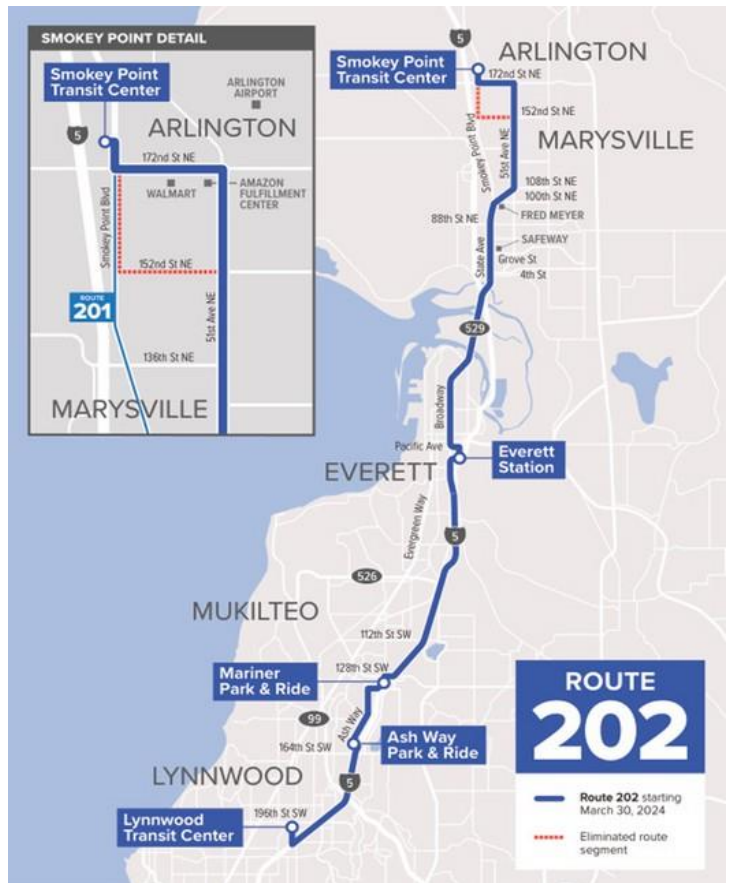 SMOKEY POINT DETAIL
Smokey Point
Transit Center
ARLINGTON
AIRPORT
5
ARLINGTON
172nd St NE
WALMART
AMAZON
FULFILLMENT
CENTER
Smokey Point Blvd
152nd St NE
ROUTE
201
51st Ave NE
136th St NE
MARYSVILLE
5
ARLINGTON
Smokey Point
Transit Center
172nd St NE
152nd St NE
Smokey Point Blvd
51st Ave NE
MARYSVILLE
108th St NE
100th St NE
FRED MEYER
88th St NE
SAFEWAY
State Ave
Grove St
4th St
529
Broadway
Pacific Ave
Everett
Station
EVERETT
Evergreen Way
5
526
MUKILTEO
112th St SW
128th St SW
Mariner
Park & Ride
99
Ash Way
Ash Way
Park & Ride
164th St SW
LYNNWOOD
5
196th St SW
Lynnwood
Transit Center
ROUTE
202
Route 202 starting
March 30, 2024
Eliminated route
segment